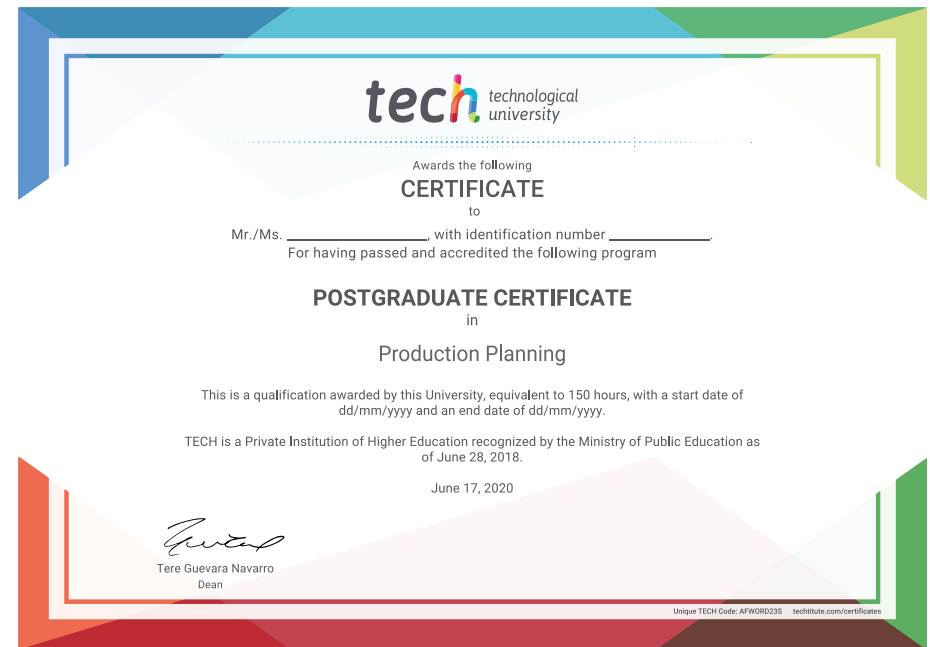 tech technological
university
Awards the following
CERTIFICATE
to
Mr./Ms. ____________________, with identification number ______________.
For having passed and accredited the following program
POSTGRADUATE CERTIFICATE
in
Production Planning
This is a qualification awarded by this University, equivalent to 150 hours, with a start date of
dd/mm/yyyy and an end date of dd/mm/yyyy.
TECH is a Private Institution of Higher Education recognized by the Ministry of Public Education as
of June 28, 2018.
June 17, 2020
Tere Guevara Navarro
Dean
Unique TECH Code: AFWORD23S techtitute.com/certificates